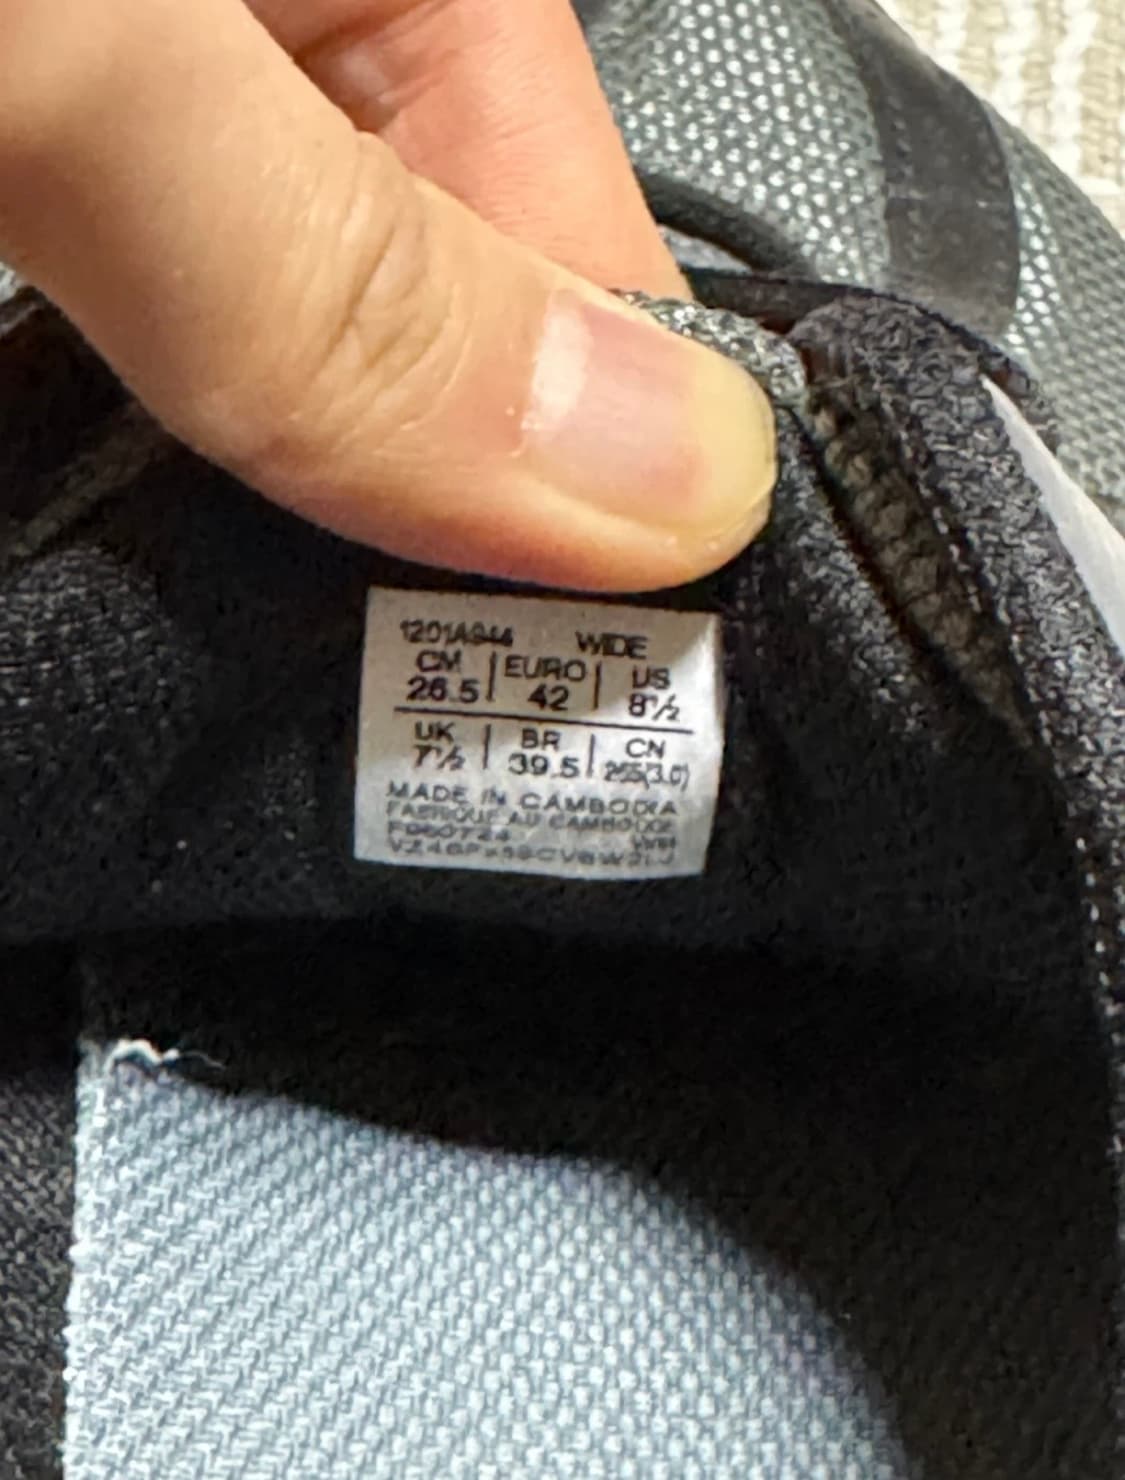 1201A944 WIDE
CM | EURO | US
26.5 | 42 | 8½
UK | BR | CN
7½ | 39.5 | 265(3.0)
MADE IN CAMBODIA
FABRIQUE AU CAMBODGE